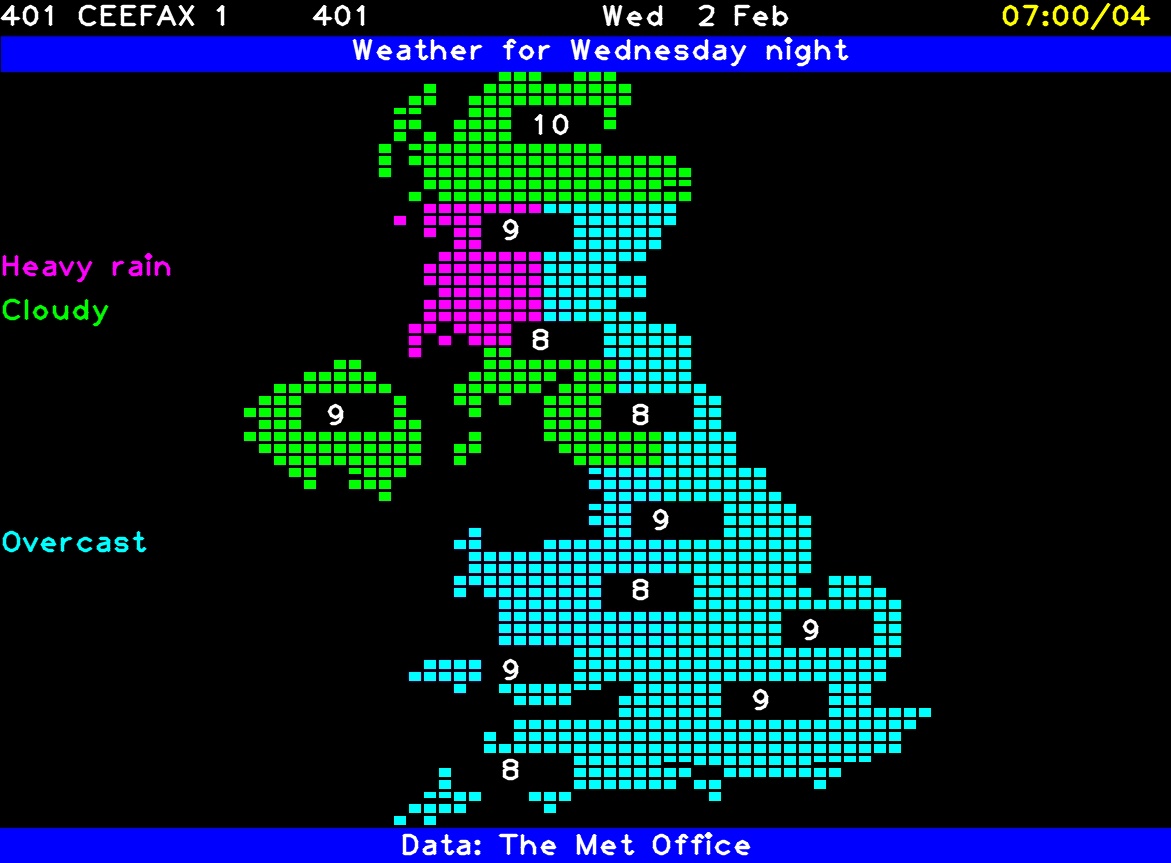 401 CEEFAX 1 401 Wed 2 Feb 07:00/04
Weather for Wednesday night
10
9
Heavy rain
Cloudy
8
9 8
9
Overcast
8
9
9
9
8
Data: The Met Office